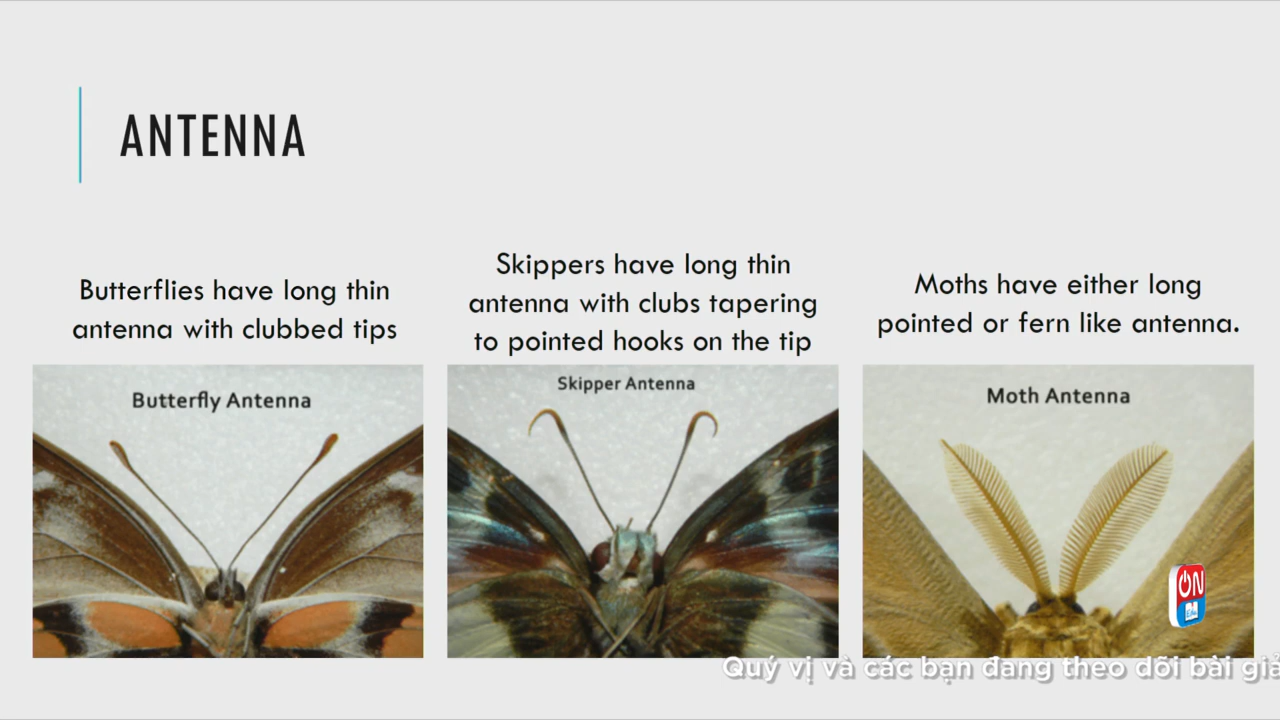 ANTENNA
Butterflies have long thin
antenna with clubbed tips
Skippers have long thin
antenna with clubs tapering
to pointed hooks on the tip
Moths have either long
pointed or fern like antenna.
Butterfly Antenna
Skipper Antenna
Moth Antenna
ON
Edu
Quý vị và các bạn đang theo dõi bài giả